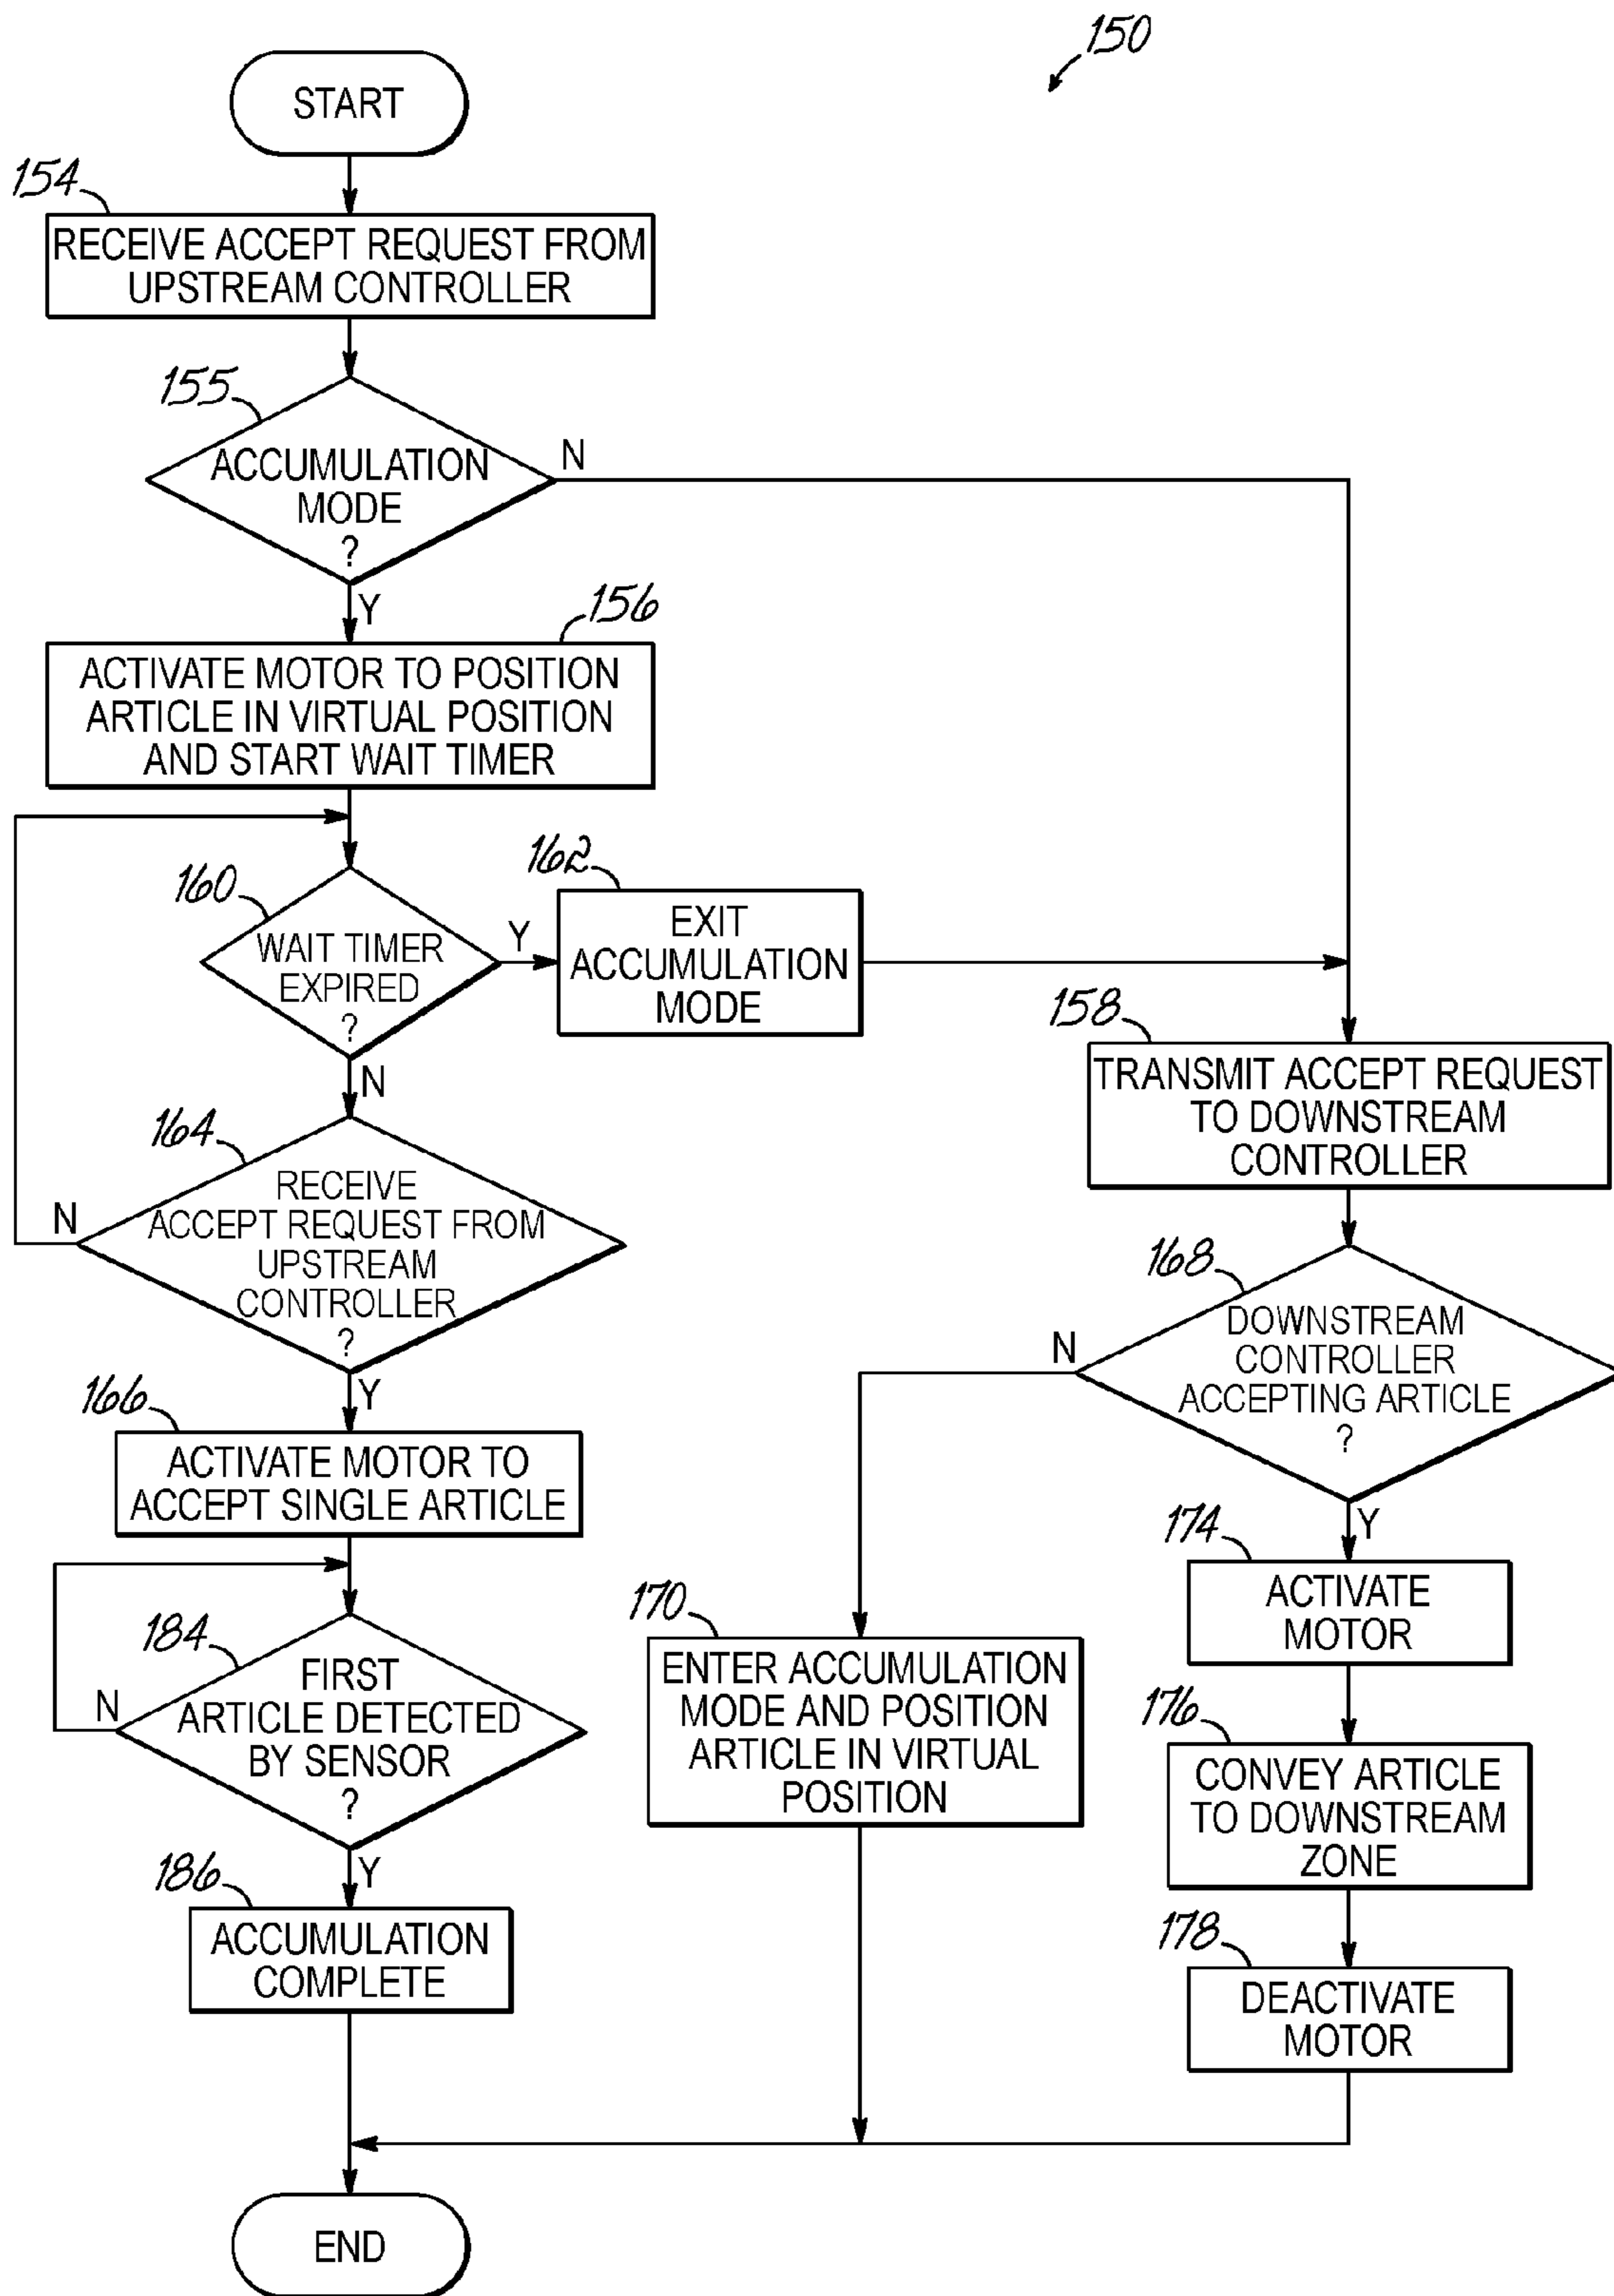 150
START
154
RECEIVE ACCEPT REQUEST FROM
UPSTREAM CONTROLLER
155
ACCUMULATION
MODE
?
N
Y
156
ACTIVATE MOTOR TO POSITION
ARTICLE IN VIRTUAL POSITION
AND START WAIT TIMER
160
WAIT TIMER
EXPIRED
?
Y
N
162
EXIT
ACCUMULATION
MODE
158
TRANSMIT ACCEPT REQUEST
TO DOWNSTREAM
CONTROLLER
164
RECEIVE
ACCEPT REQUEST FROM
UPSTREAM
CONTROLLER
?
N
Y
168
DOWNSTREAM
CONTROLLER
ACCEPTING ARTICLE
?
N
Y
166
ACTIVATE MOTOR TO
ACCEPT SINGLE ARTICLE
184
FIRST
ARTICLE DETECTED
BY SENSOR
?
N
Y
170
ENTER ACCUMULATION
MODE AND POSITION
ARTICLE IN VIRTUAL
POSITION
174
ACTIVATE
MOTOR
176
CONVEY ARTICLE
TO DOWNSTREAM
ZONE
186
ACCUMULATION
COMPLETE
178
DEACTIVATE
MOTOR
END